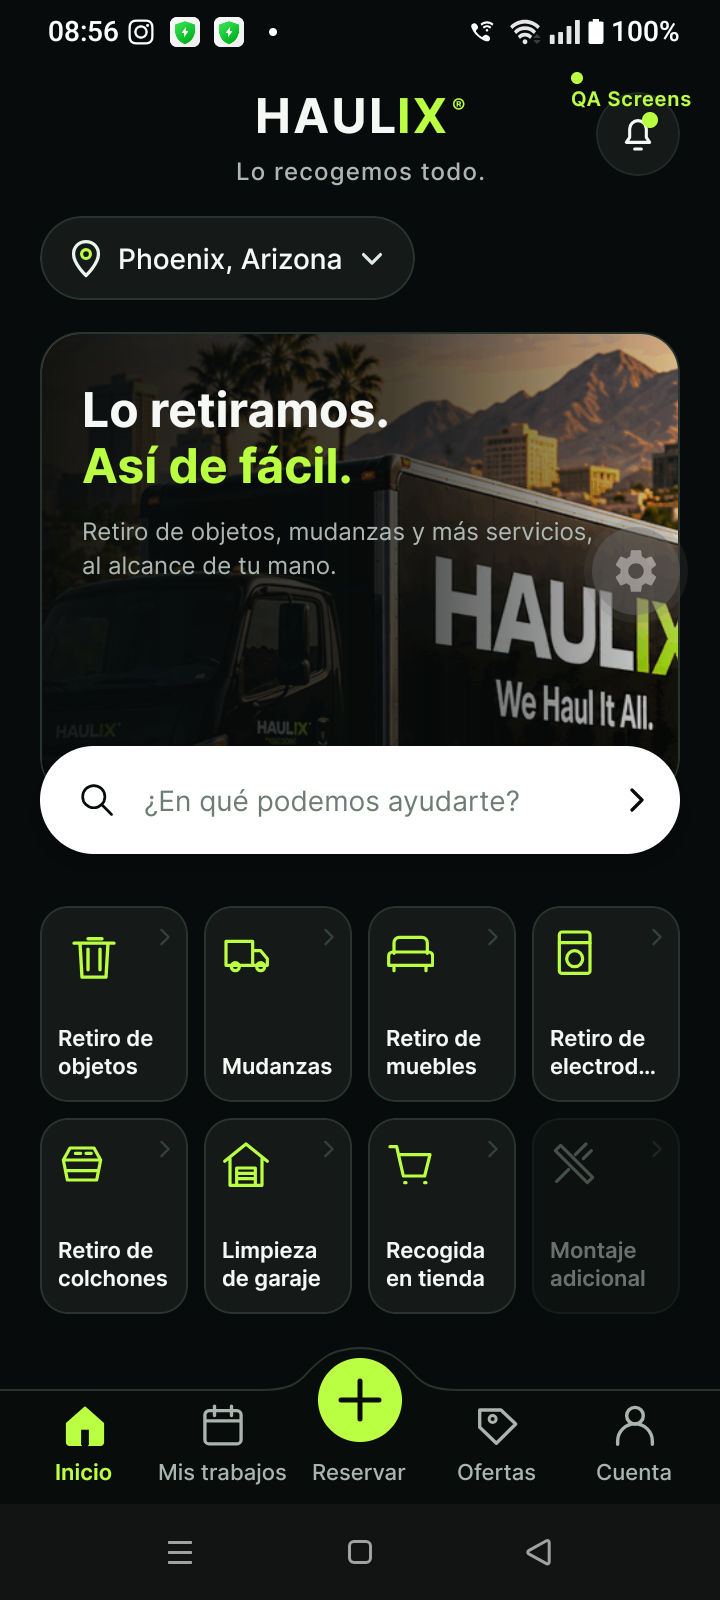 08:56
100%
QA Screens
HAULIX®
Lo recogemos todo.
Phoenix, Arizona
Lo retiramos.
Así de fácil.
Retiro de objetos, mudanzas y más servicios,
al alcance de tu mano.
HAULIX
We Haul It All.
HAULIX
HAULIX
¿En qué podemos ayudarte?
Retiro de
objetos
Mudanzas
Retiro de
muebles
Retiro de
electrod...
Retiro de
colchones
Limpieza
de garaje
Recogida
en tienda
Montaje
adicional
Inicio
Mis trabajos
Reservar
Ofertas
Cuenta